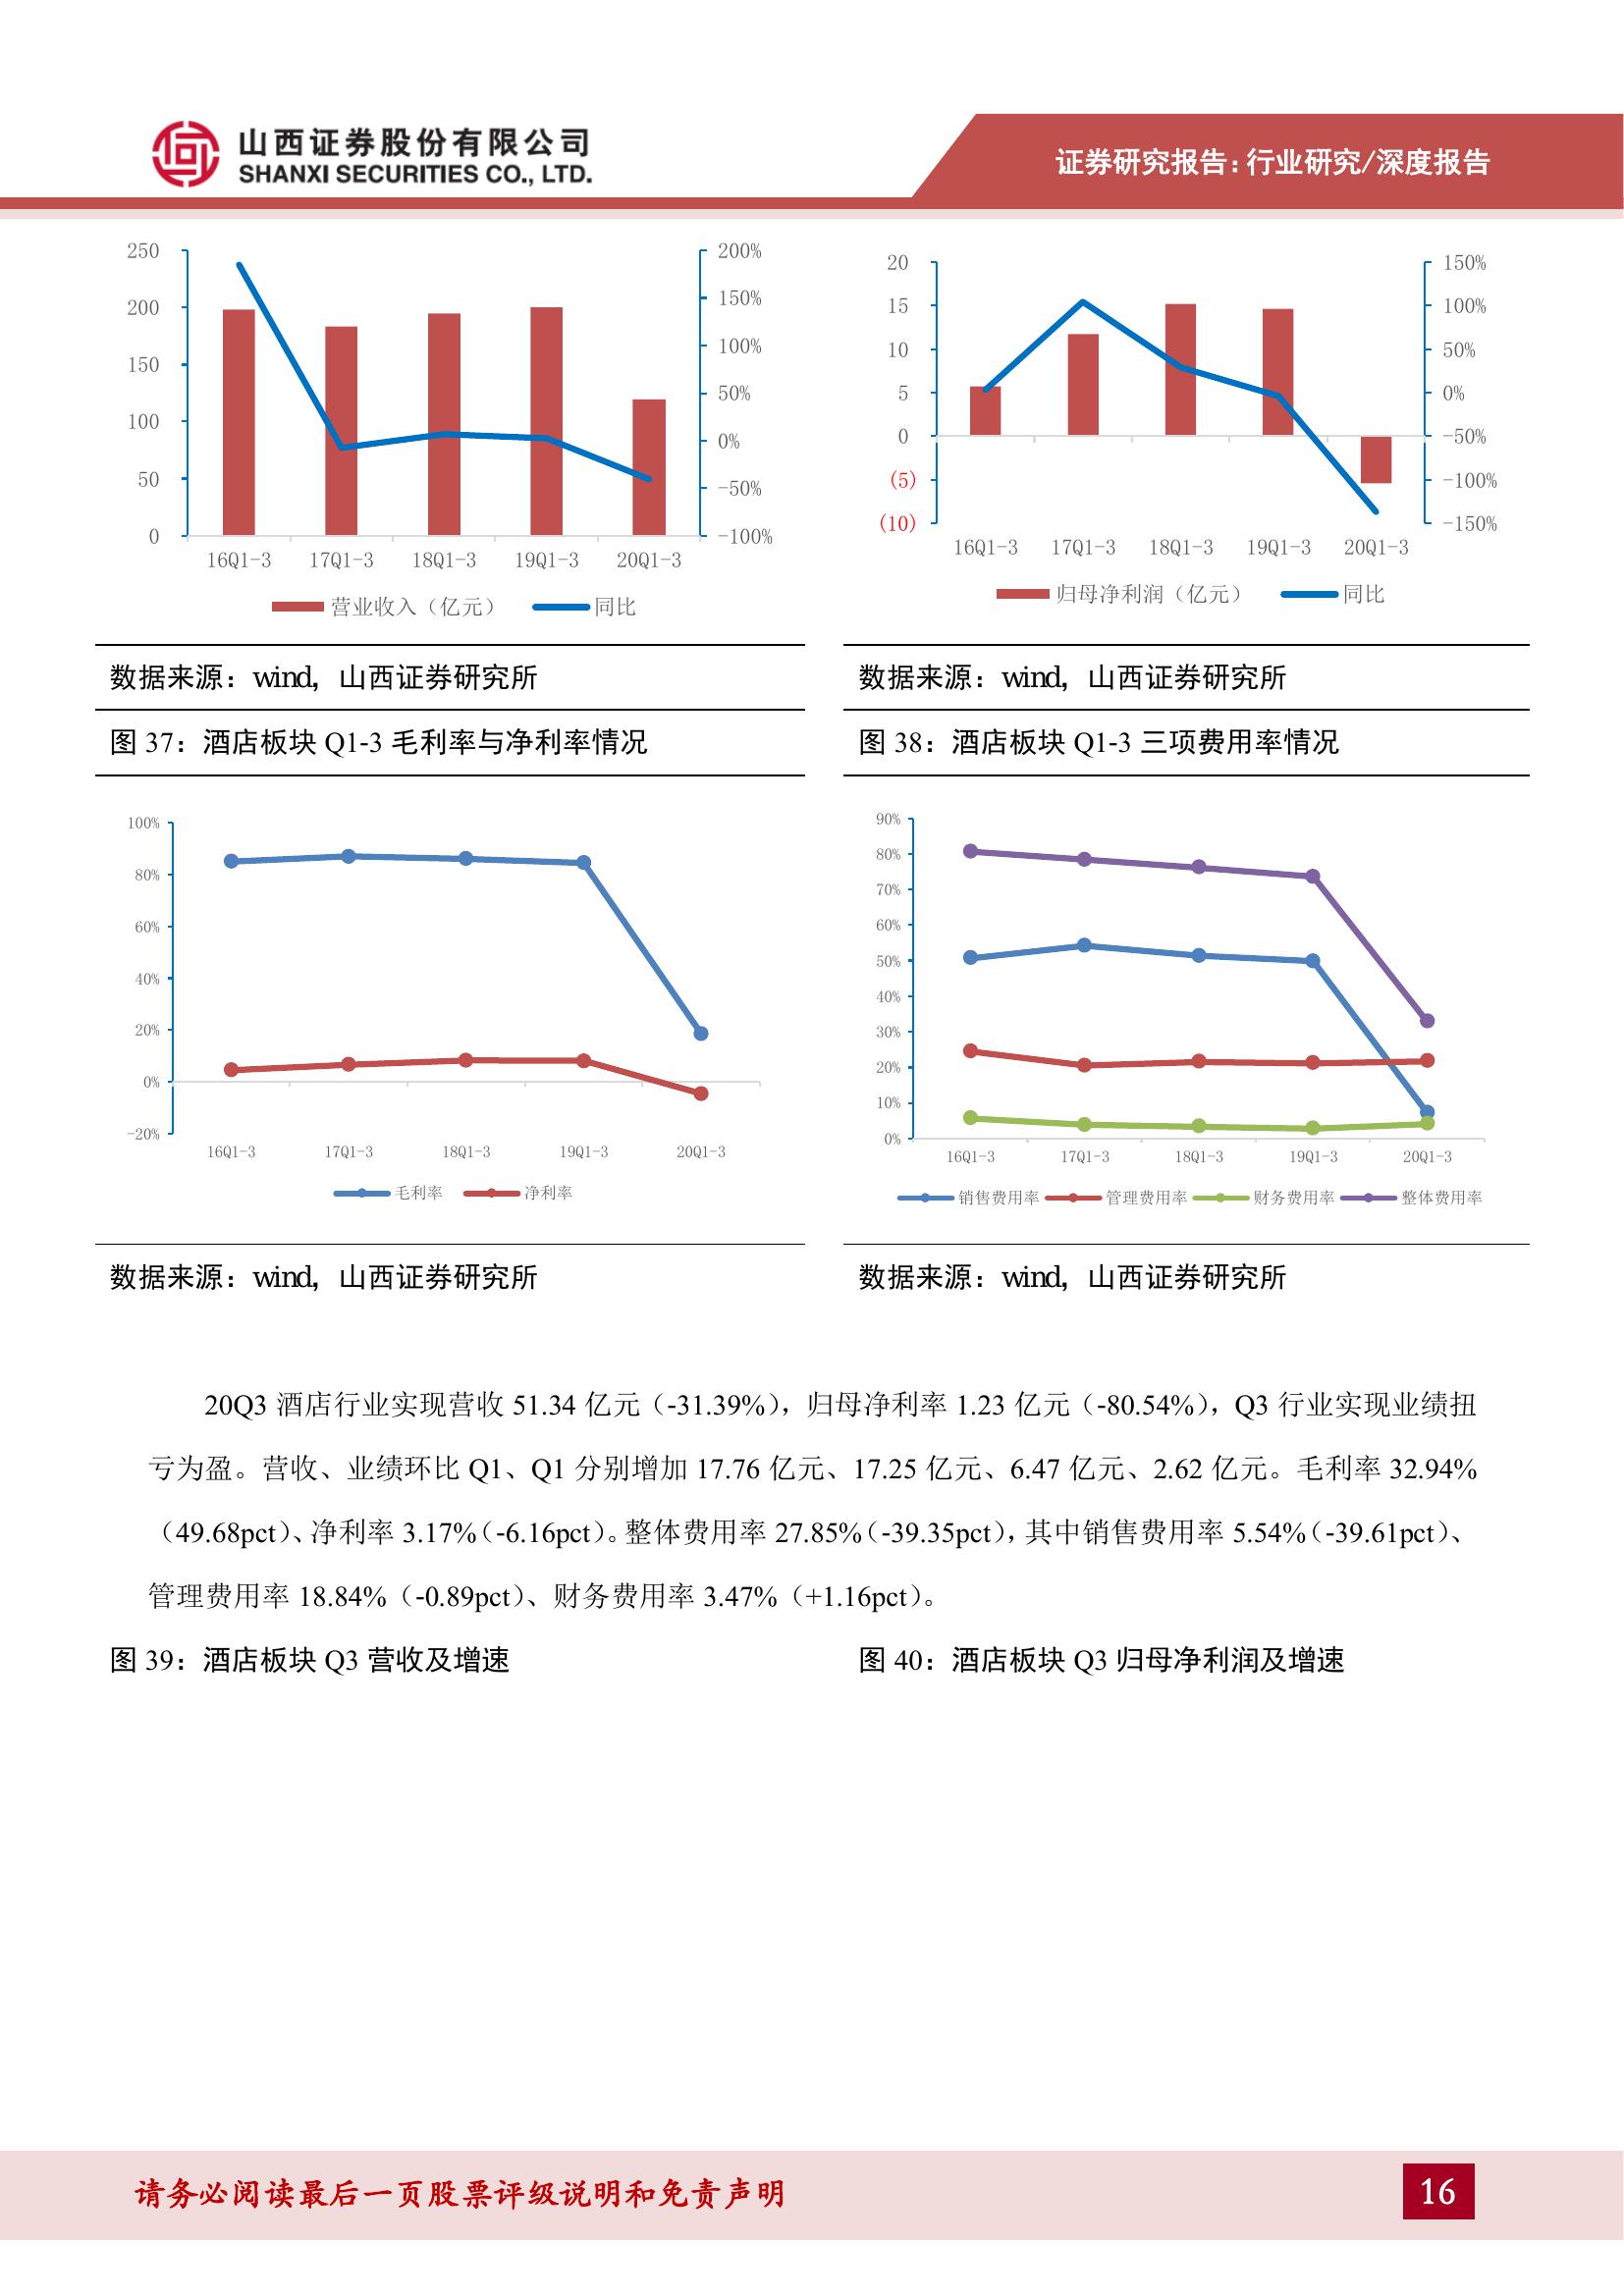 山西证券股份有限公司
SHANXI SECURITIES CO., LTD.
证券研究报告:行业研究/深度报告
250
200
150
100
50
0
200%
150%
100%
50%
0%
-50%
-100%
16Q1-3 17Q1-3 18Q1-3 19Q1-3 20Q1-3
营业收入（亿元） 同比
20
15
10
5
0
(5)
(10)
150%
100%
50%
0%
-50%
-100%
-150%
16Q1-3 17Q1-3 18Q1-3 19Q1-3 20Q1-3
归母净利润（亿元） 同比
数据来源：wind，山西证券研究所
数据来源：wind，山西证券研究所
图 37：酒店板块 Q1-3 毛利率与净利率情况
图 38：酒店板块 Q1-3 三项费用率情况
100%
80%
60%
40%
20%
0%
-20%
16Q1-3 17Q1-3 18Q1-3 19Q1-3 20Q1-3
毛利率 净利率
90%
80%
70%
60%
50%
40%
30%
20%
10%
0%
16Q1-3 17Q1-3 18Q1-3 19Q1-3 20Q1-3
销售费用率 管理费用率 财务费用率 整体费用率
数据来源：wind，山西证券研究所
数据来源：wind，山西证券研究所
20Q3 酒店行业实现营收 51.34 亿元（-31.39%），归母净利率 1.23 亿元（-80.54%），Q3 行业实现业绩扭
亏为盈。营收、业绩环比 Q1、Q1 分别增加 17.76 亿元、17.25 亿元、6.47 亿元、2.62 亿元。毛利率 32.94%
（49.68pct）、净利率 3.17%（-6.16pct）。整体费用率 27.85%（-39.35pct），其中销售费用率 5.54%（-39.61pct）、
管理费用率 18.84%（-0.89pct）、财务费用率 3.47%（+1.16pct）。
图 39：酒店板块 Q3 营收及增速
图 40：酒店板块 Q3 归母净利润及增速
请务必阅读最后一页股票评级说明和免责声明
16